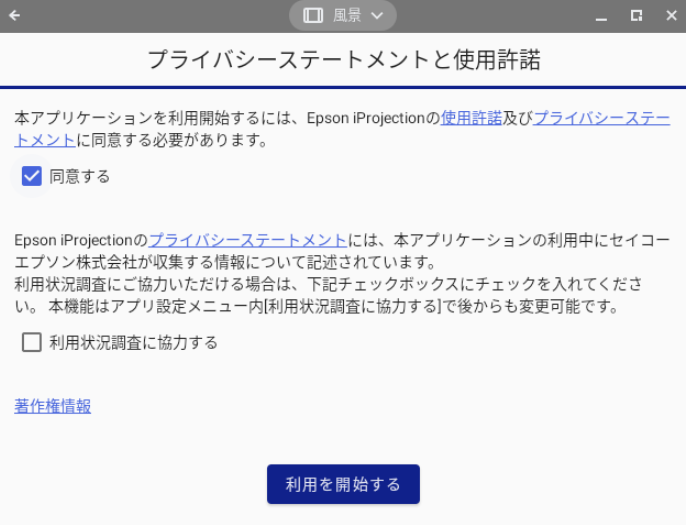 風景
プライバシーステートメントと使用許諾
本アプリケーションを利用開始するには、Epson iProjectionの使用許諾及びプライバシーステー
トメントに同意する必要があります。
同意する
Epson iProjectionのプライバシーステートメントには、本アプリケーションの利用中にセイコー
エプソン株式会社が収集する情報について記述されています。
利用状況調査にご協力いただける場合は、下記チェックボックスにチェックを入れてくださ
い。 本機能はアプリ設定メニュー内[利用状況調査に協力する]で後からも変更可能です。
利用状況調査に協力する
著作権情報
利用を開始する